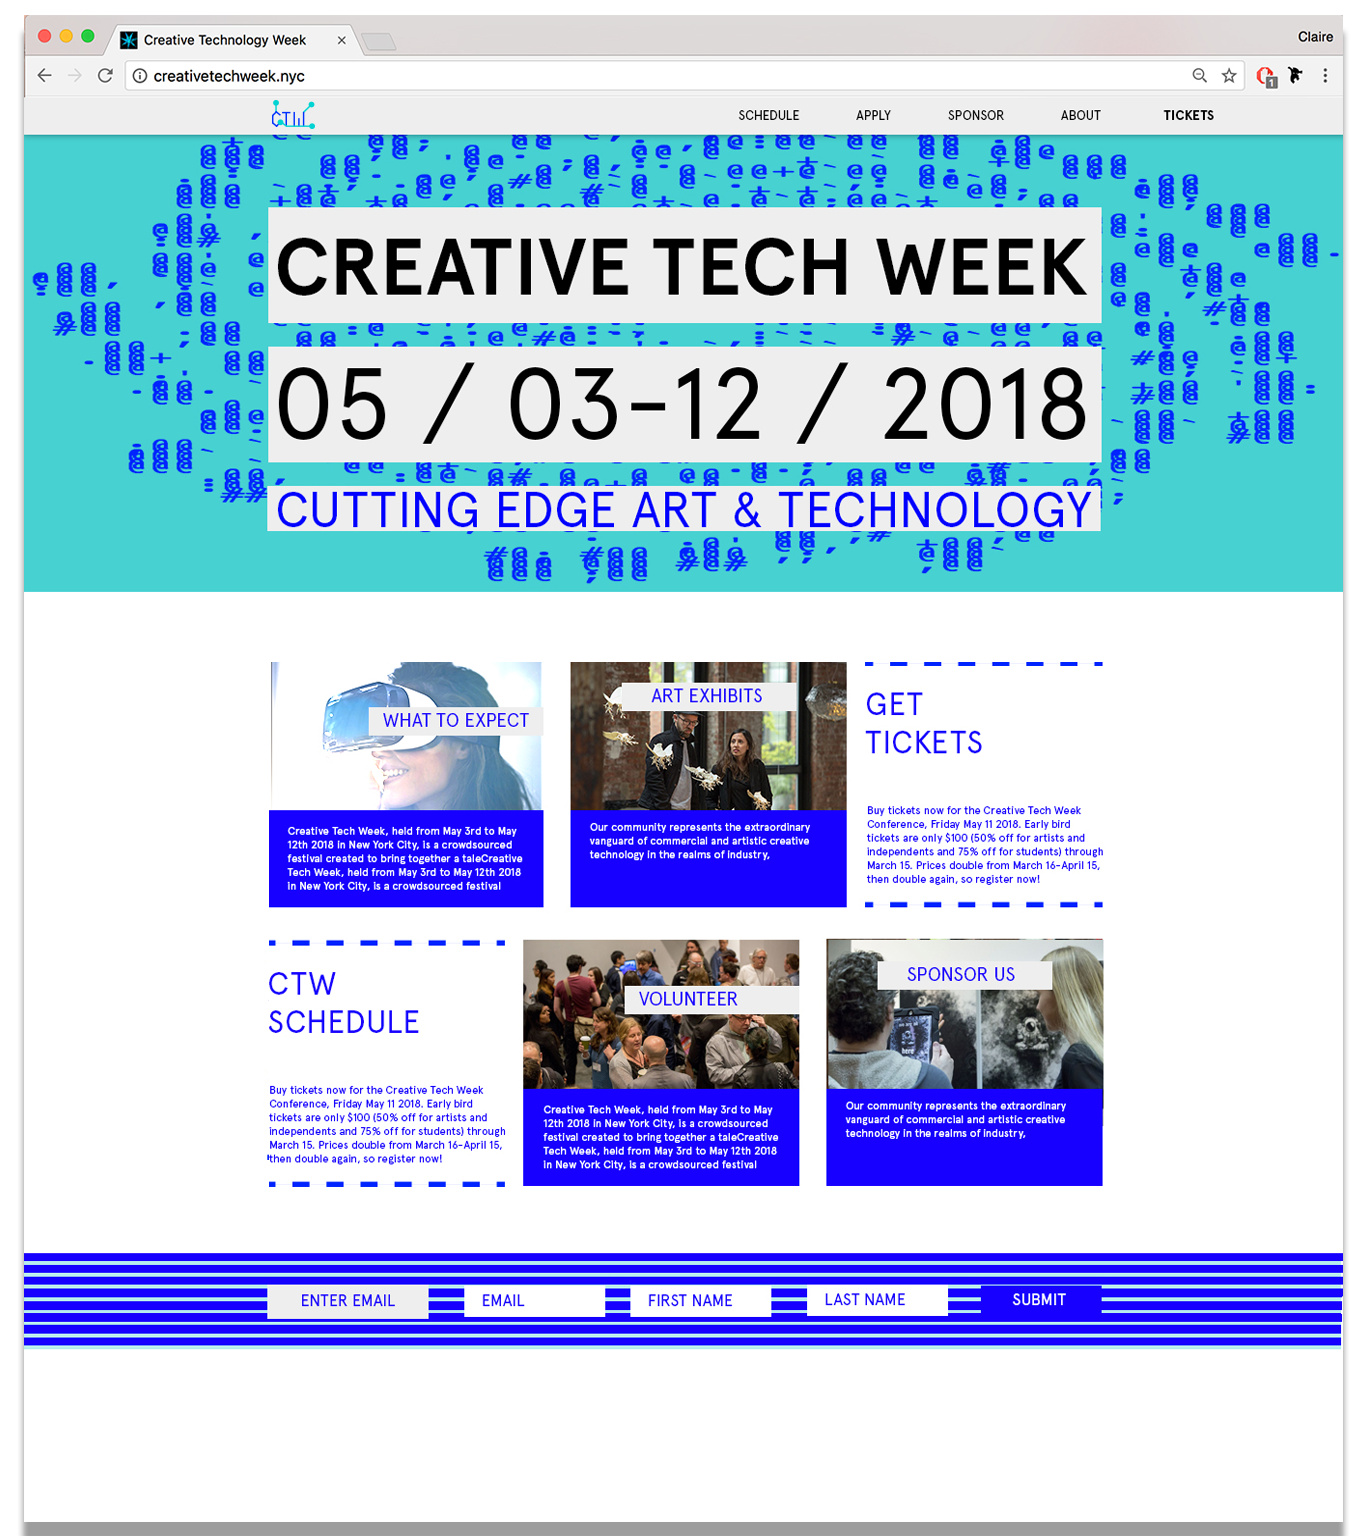 Creative Technology Week
Claire
creativetechweek.nyc
1
CTW
SCHEDULE
APPLY
SPONSOR
ABOUT
TICKETS
CREATIVE TECH WEEK
05 / 03-12 / 2018
CUTTING EDGE ART & TECHNOLOGY
WHAT TO EXPECT
Creative Tech Week, held from May 3rd to May
12th 2018 in New York City, is a crowdsourced
festival created to bring together a taleCreative
Tech Week, held from May 3rd to May 12th 2018
in New York City, is a crowdsourced festival
ART EXHIBITS
Our community represents the extraordinary
vanguard of commercial and artistic creative
technology in the realms of industry,
GET
TICKETS
Buy tickets now for the Creative Tech Week
Conference, Friday May 11 2018. Early bird
tickets are only $100 (50% off for artists and
independents and 75% off for students) through
March 15. Prices double from March 16-April 15,
then double again, so register now!
CTW
SCHEDULE
Buy tickets now for the Creative Tech Week
Conference, Friday May 11 2018. Early bird
tickets are only $100 (50% off for artists and
independents and 75% off for students) through
March 15. Prices double from March 16-April 15,
then double again, so register now!
VOLUNTEER
Creative Tech Week, held from May 3rd to May
12th 2018 in New York City, is a crowdsourced
festival created to bring together a taleCreative
Tech Week, held from May 3rd to May 12th 2018
in New York City, is a crowdsourced festival
SPONSOR US
here
Our community represents the extraordinary
vanguard of commercial and artistic creative
technology in the realms of industry,
ENTER EMAIL
EMAIL
FIRST NAME
LAST NAME
SUBMIT